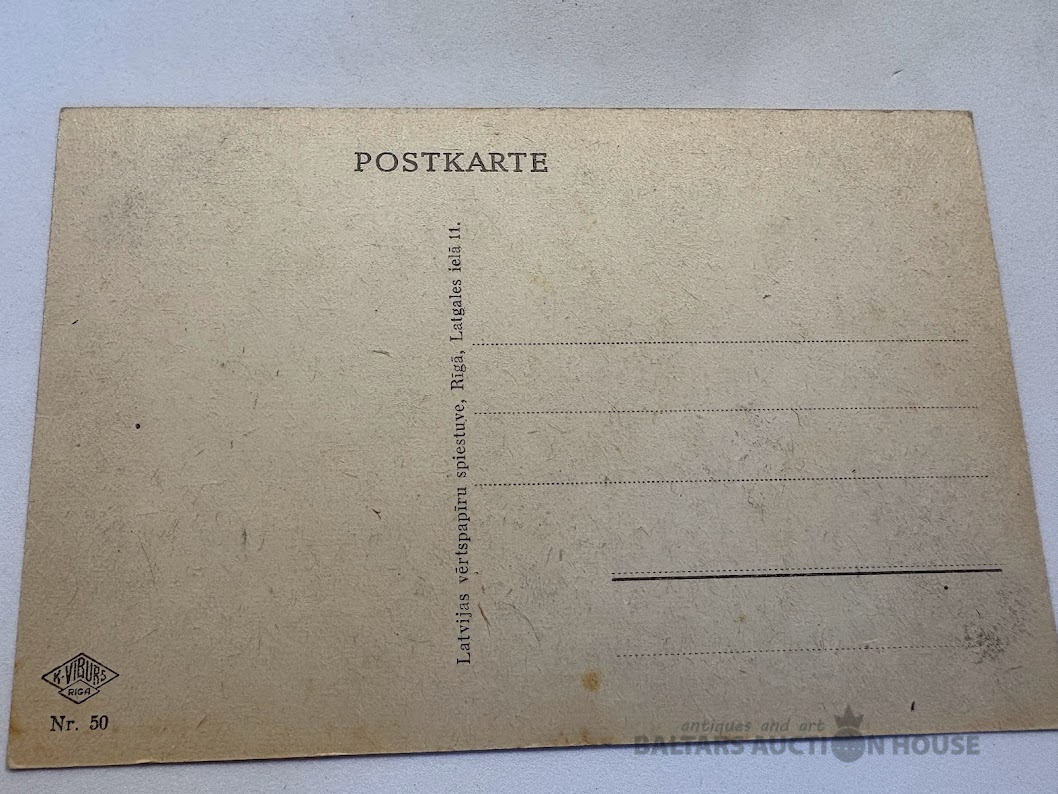 POSTKARTE
Latvijas vērtspapīru spiestuve, Rīgā, Latgales ielā 11.
K·VIBURS
RIGA
Nr. 50
antiques and art
BALTARS AUCTION HOUSE